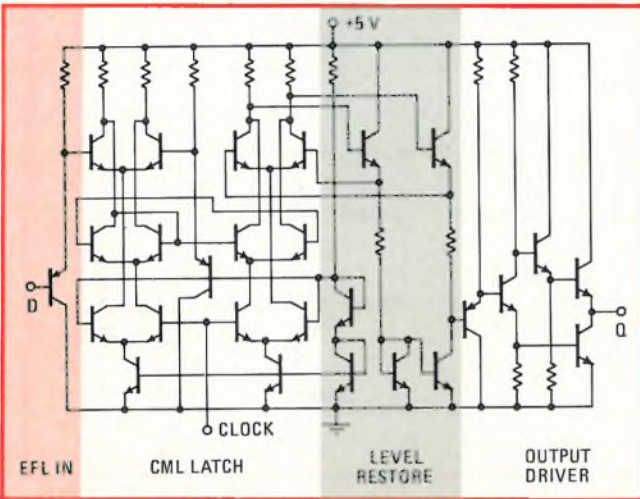 +5 V
D
Q
CLOCK
EFL IN
CML LATCH
LEVEL
RESTORE
OUTPUT
DRIVER